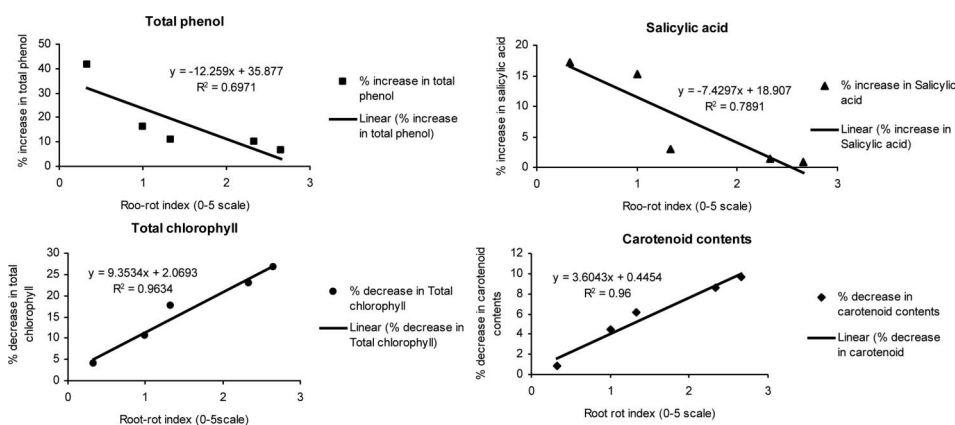 Total phenol
% increase in total phenol
50
40
30
20
10
0
y = -12.259x + 35.877
R² = 0.6971
0 1 2 3
Roo-rot index (0-5 scale)
% increase in total
phenol
Linear (% increase
in total phenol)
Salicylic acid
% increase in salicylic acid
20
15
10
5
0
y = -7.4297x + 18.907
R² = 0.7891
0 1 2 3
Roo-rot index (0-5 scale)
% increase in Salicylic
acid
Linear (% increase in
Salicylic acid)
Total chlorophyll
% decrease in total
chlorophyll
30
25
20
15
10
5
0
y = 9.3534x + 2.0693
R² = 0.9634
0 1 2 3
Root-rot index (0-5scale)
% decrease in Total
chlorophyll
Linear (% decrease in
Total chlorophyll)
Carotenoid contents
% decrease in carotenoid
contents
12
10
8
6
4
2
0
y = 3.6043x + 0.4454
R² = 0.96
0 1 2 3
Root rot index (0-5 scale)
% decrease in
carotenoid contents
Linear (% decrease
in carotenoid